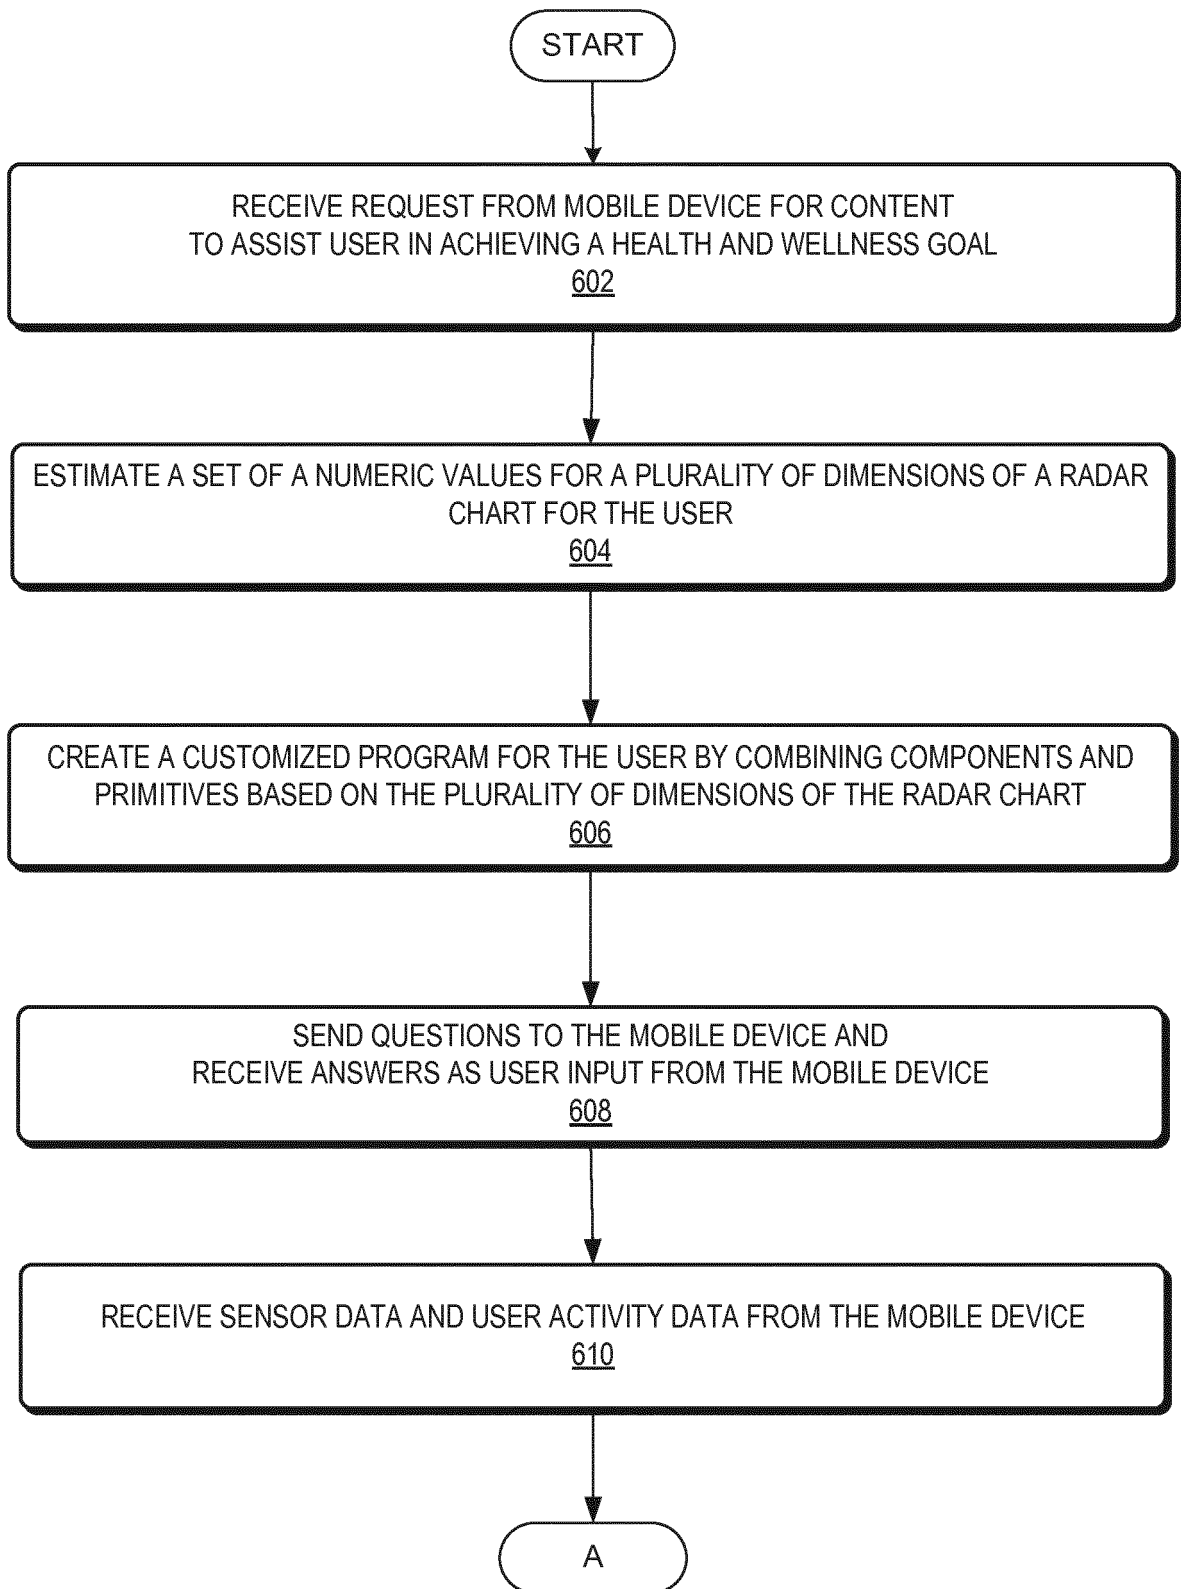 START
RECEIVE REQUEST FROM MOBILE DEVICE FOR CONTENT
TO ASSIST USER IN ACHIEVING A HEALTH AND WELLNESS GOAL
602
ESTIMATE A SET OF A NUMERIC VALUES FOR A PLURALITY OF DIMENSIONS OF A RADAR
CHART FOR THE USER
604
CREATE A CUSTOMIZED PROGRAM FOR THE USER BY COMBINING COMPONENTS AND
PRIMITIVES BASED ON THE PLURALITY OF DIMENSIONS OF THE RADAR CHART
606
SEND QUESTIONS TO THE MOBILE DEVICE AND
RECEIVE ANSWERS AS USER INPUT FROM THE MOBILE DEVICE
608
RECEIVE SENSOR DATA AND USER ACTIVITY DATA FROM THE MOBILE DEVICE
610
A